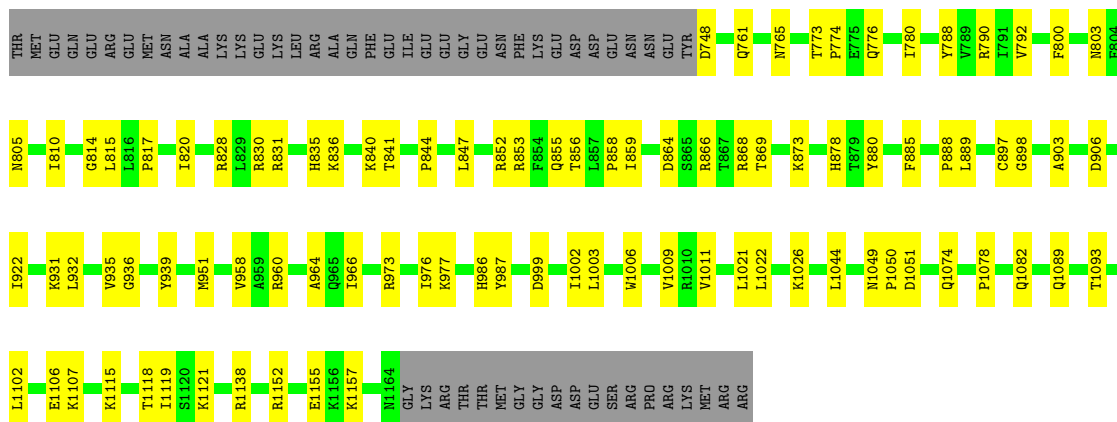 THR MET GLU GLN GLU ARG GLU MET ASN ALA ALA LYS LYS GLU LYS LEU ARG ALA GLN PHE GLU ILE GLU GLU GLY GLU ASN PHE LYS GLU ASP ASP GLU ASN ASN GLU TYR D748 Q761 N765 T773 P774 E775 Q776 I780 Y788 V789 R790 I791 V792 F800 N803 E804
N805 I810 G814 L815 L816 P817 I820 R828 L829 R830 R831 H835 K836 K840 T841 P844 L847 R852 R853 F854 Q855 T856 L857 P858 I859 D864 S865 R866 T867 R868 T869 K873 H878 T879 Y880 F885 P888 L889 C897 G898 A903 D906
I922 K931 L932 V935 G936 Y939 M951 V958 A959 R960 A964 Q965 I966 R973 I976 K977 H986 Y987 D999 I1002 L1003 W1006 V1009 R1010 V1011 L1021 L1022 K1026 L1044 N1049 P1050 D1051 Q1074 P1078 Q1082 Q1089 T1093
L1102 E1106 K1107 K1115 T1118 I1119 S1120 K1121 R1138 R1152 E1155 K1156 K1157 N1164 GLY LYS ARG THR THR MET GLY GLY ASP ASP GLU SER ARG PRO ARG LYS MET ARG ARG